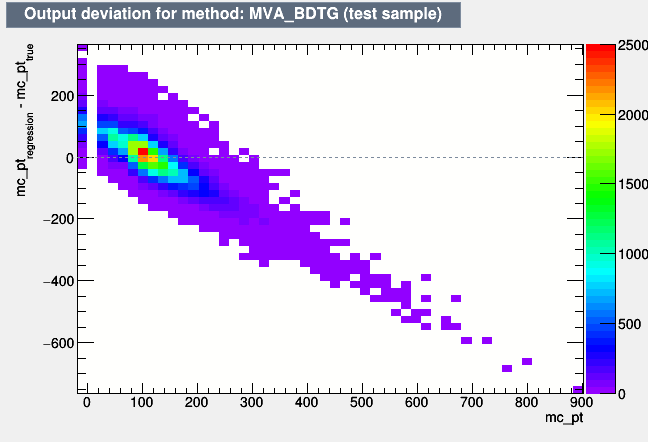 Output deviation for method: MVA_BDTG (test sample)
mc_pt_regression - mc_pt_true
200
0
−200
−400
−600
0 100 200 300 400 500 600 700 800 900
mc_pt
2500
2000
1500
1000
500
0